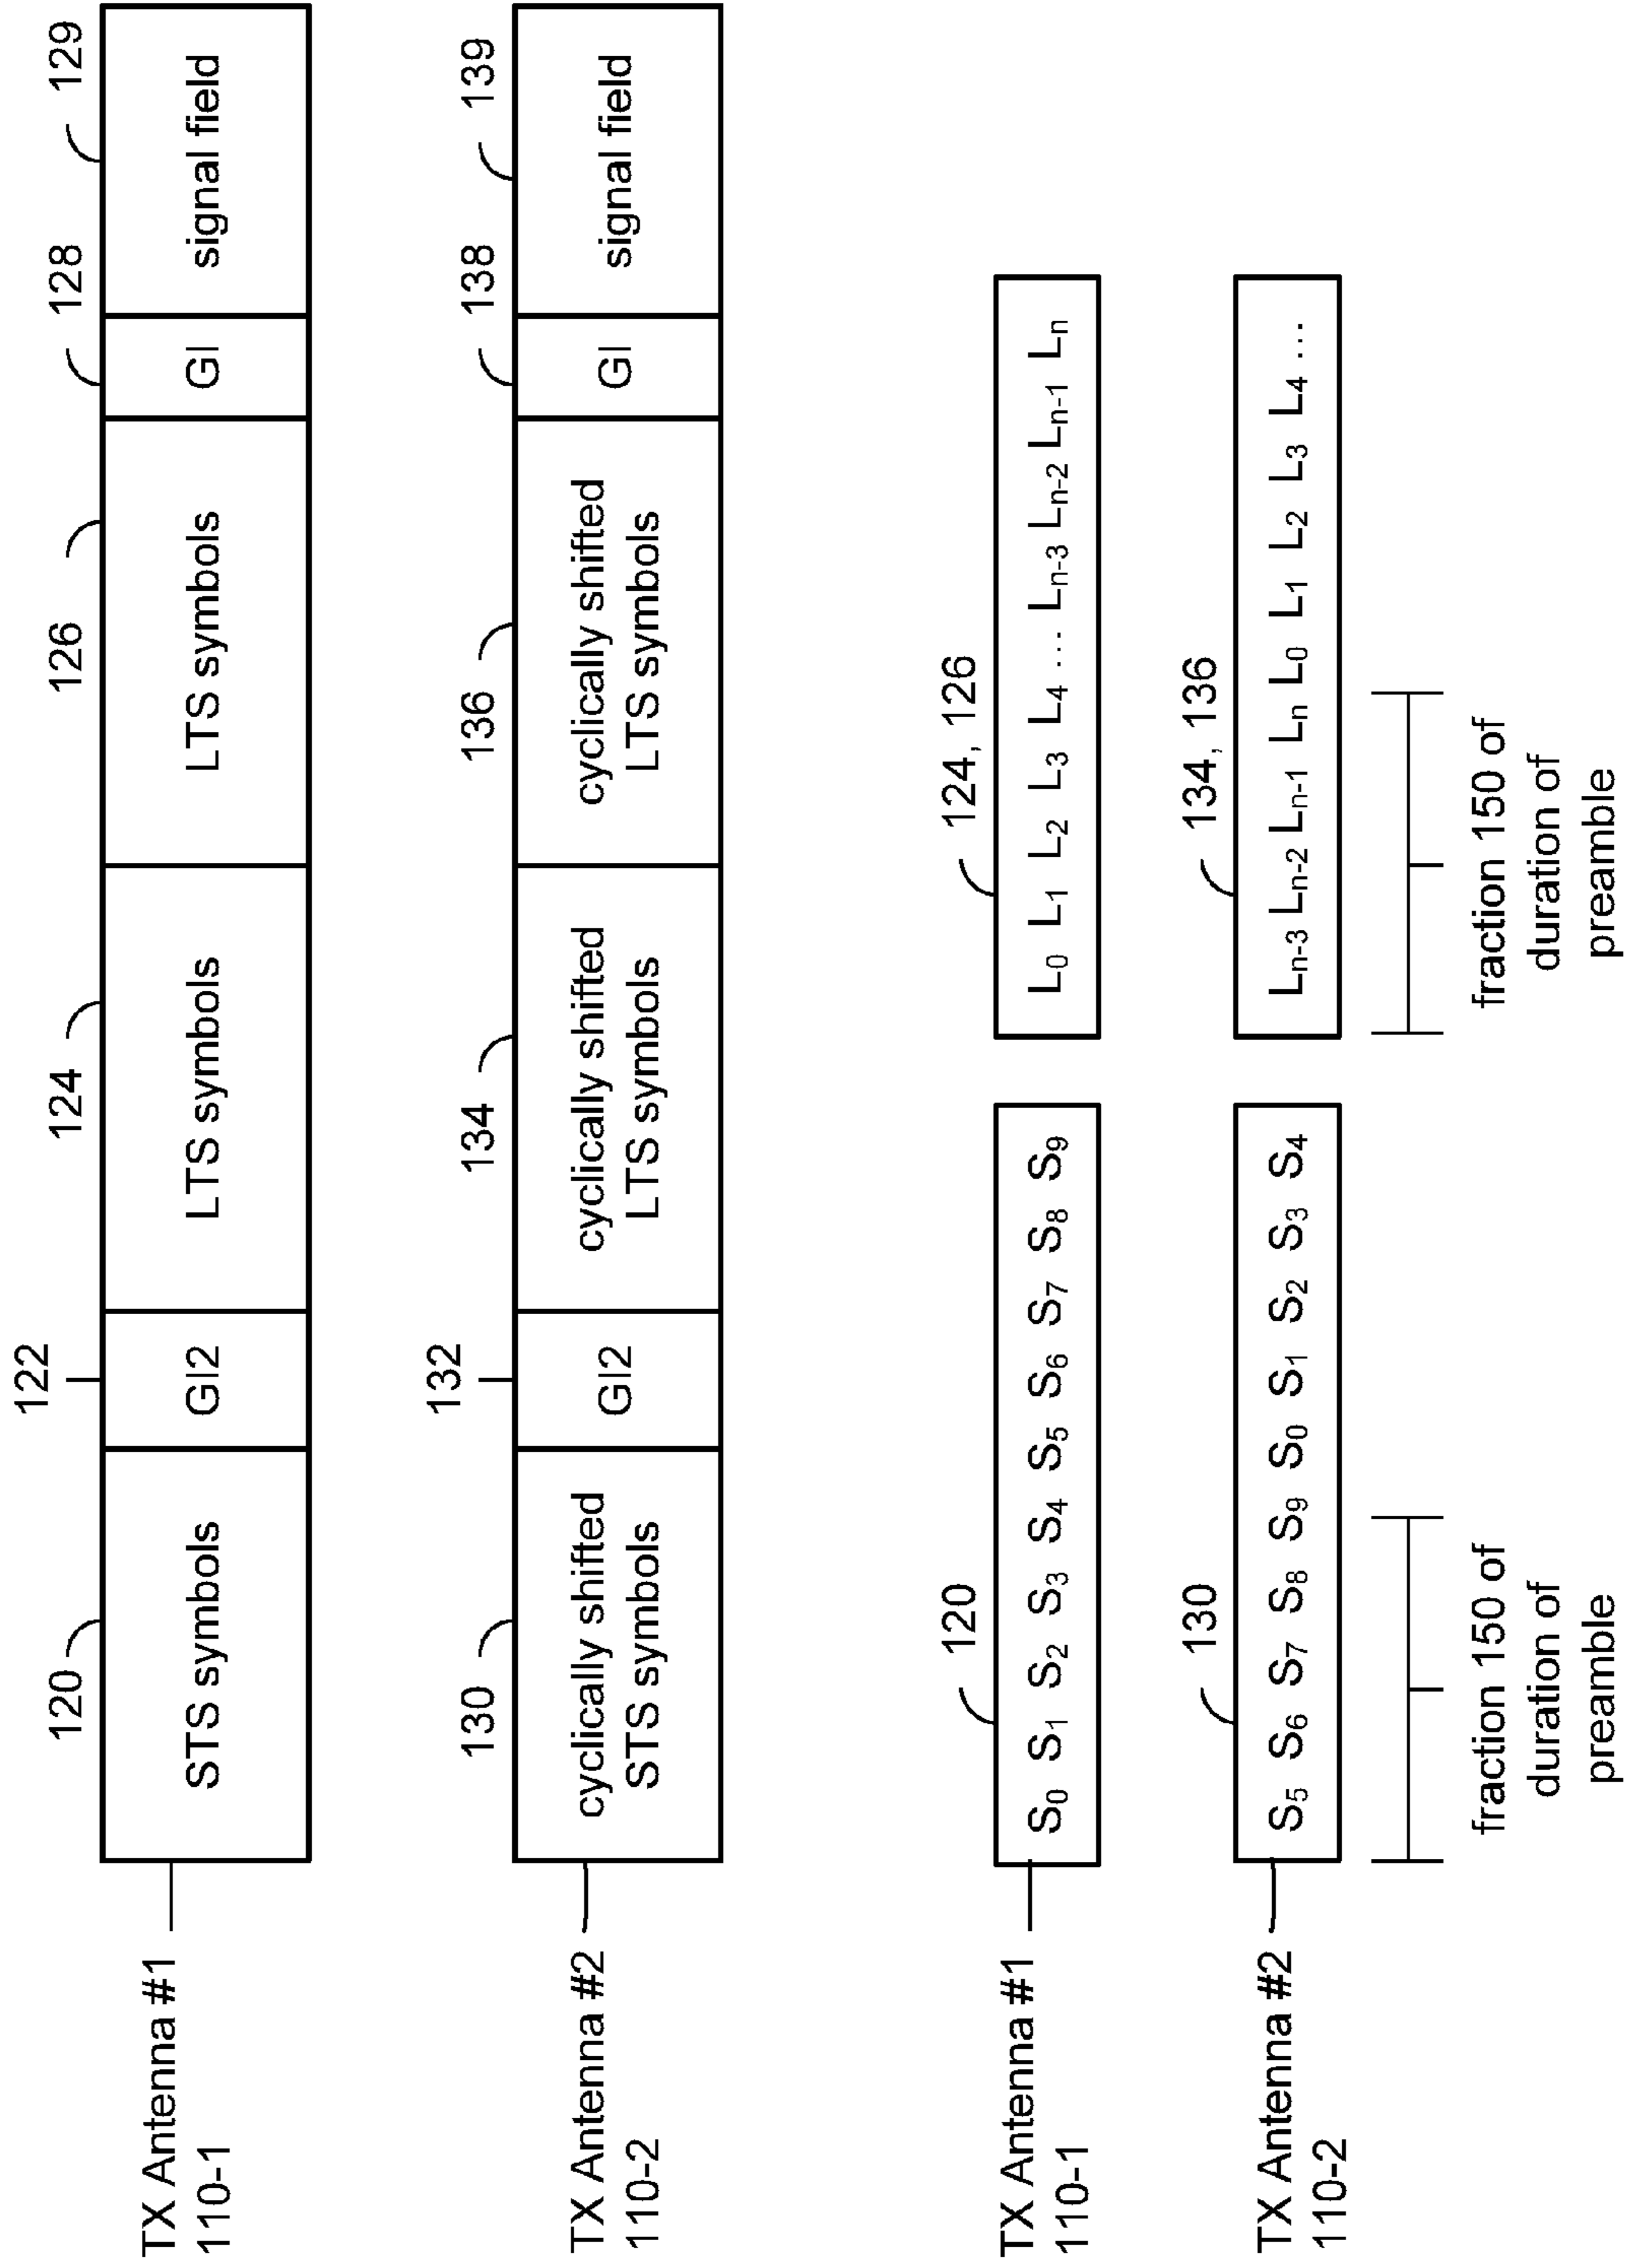 122
120
124
126
128
129
TX Antenna #1
110-1
STS symbols
GI2
LTS symbols
LTS symbols
GI
signal field
132
130
134
136
138
139
TX Antenna #2
110-2
cyclically shifted
STS symbols
GI2
cyclically shifted
LTS symbols
cyclically shifted
LTS symbols
GI
signal field
120
124, 126
TX Antenna #1
110-1
S0 S1 S2 S3 S4 S5 S6 S7 S8 S9
L0 L1 L2 L3 L4 ... Ln-3 Ln-2 Ln-1 Ln
130
134, 136
TX Antenna #2
110-2
S5 S6 S7 S8 S9 S0 S1 S2 S3 S4
Ln-3 Ln-2 Ln-1 Ln L0 L1 L2 L3 L4 ...
fraction 150 of
duration of
preamble
fraction 150 of
duration of
preamble